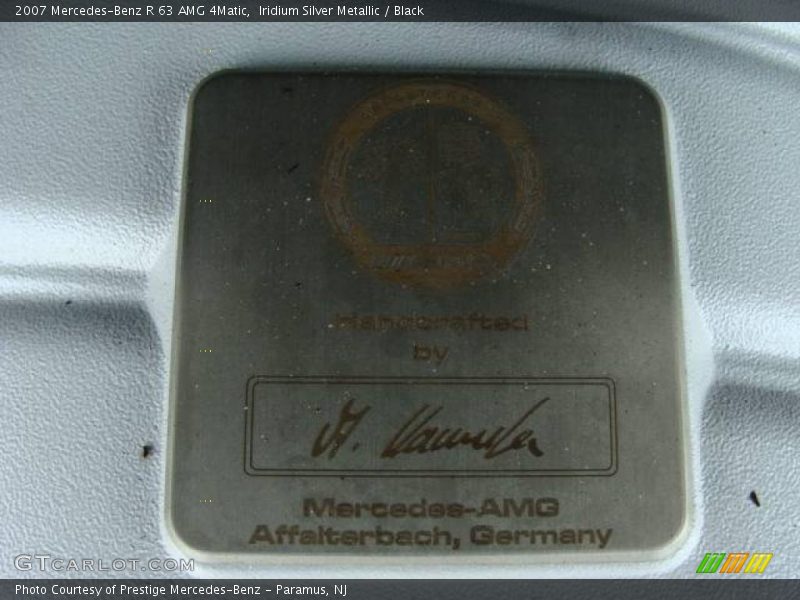 2007 Mercedes-Benz R 63 AMG 4Matic, Iridium Silver Metallic / Black
Handcrafted
by
Mercedes-AMG
Affalterbach, Germany
GTCARLOT.COM
Photo Courtesy of Prestige Mercedes-Benz - Paramus, NJ